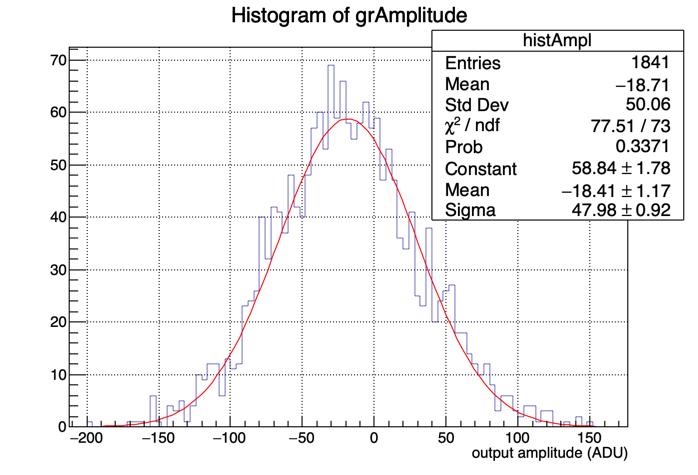 Histogram of grAmplitude
histAmpl
Entries 1841
Mean −18.71
Std Dev 50.06
χ² / ndf 77.51 / 73
Prob 0.3371
Constant 58.84 ± 1.78
Mean −18.41 ± 1.17
Sigma 47.98 ± 0.92
70
60
50
40
30
20
10
0
−200 −150 −100 −50 0 50 100 150
output amplitude (ADU)